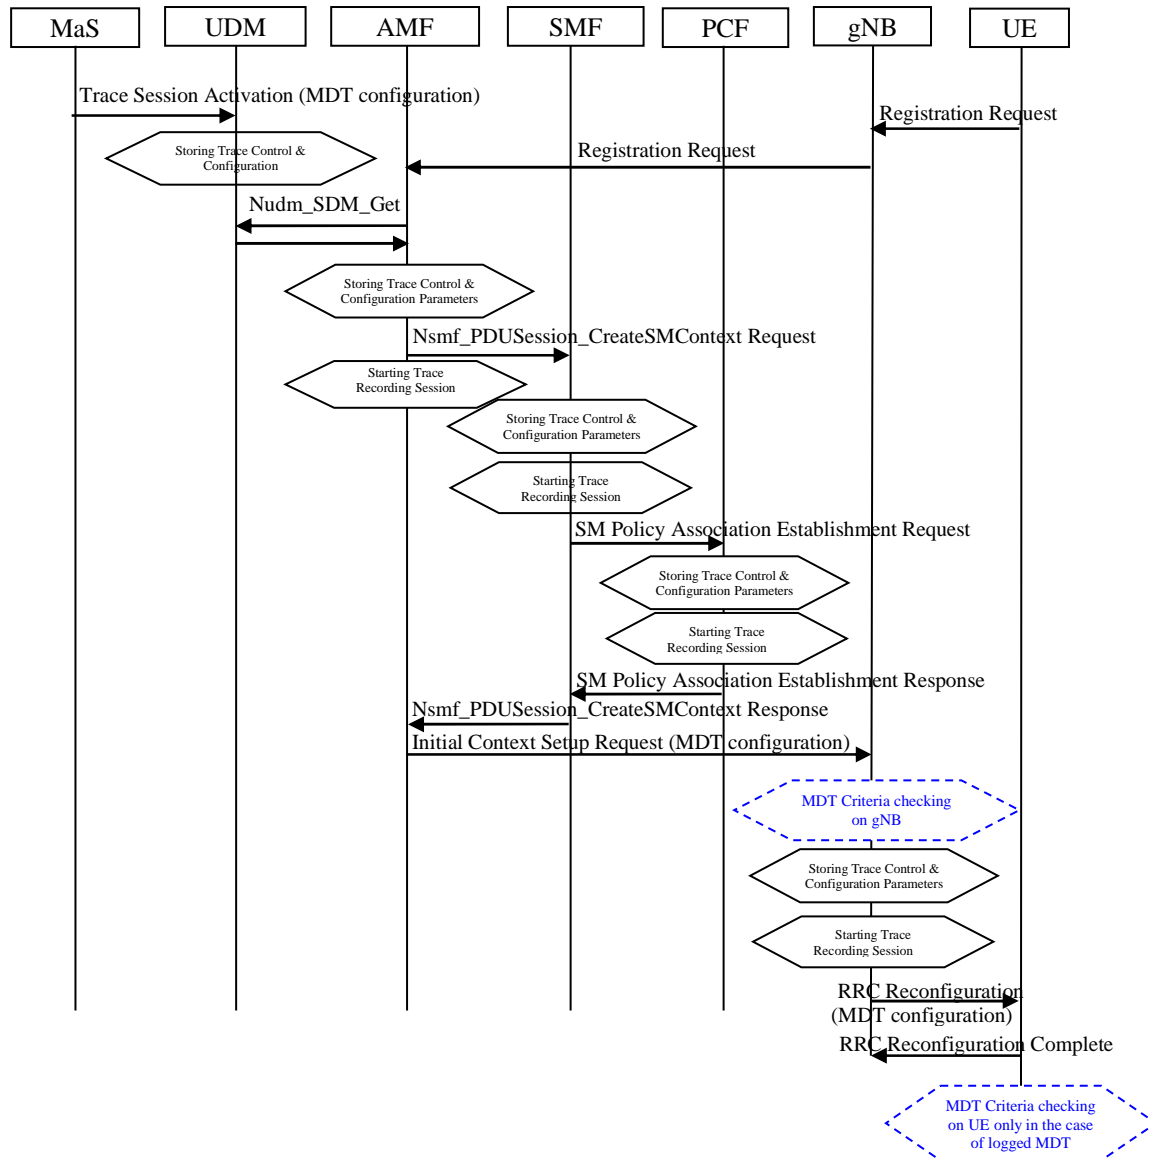 MaS UDM AMF SMF PCF gNB UE
Trace Session Activation (MDT configuration)
Registration Request
Storing Trace Control &
Configuration
Registration Request
Nudm_SDM_Get
Storing Trace Control &
Configuration Parameters
Nsmf_PDUSession_CreateSMContext Request
Starting Trace
Recording Session
Storing Trace Control &
Configuration Parameters
Starting Trace
Recording Session
SM Policy Association Establishment Request
Storing Trace Control &
Configuration Parameters
Starting Trace
Recording Session
SM Policy Association Establishment Response
Nsmf_PDUSession_CreateSMContext Response
Initial Context Setup Request (MDT configuration)
MDT Criteria checking
on gNB
Storing Trace Control &
Configuration Parameters
Starting Trace
Recording Session
RRC Reconfiguration
(MDT configuration)
RRC Reconfiguration Complete
MDT Criteria checking
on UE only in the case
of logged MDT